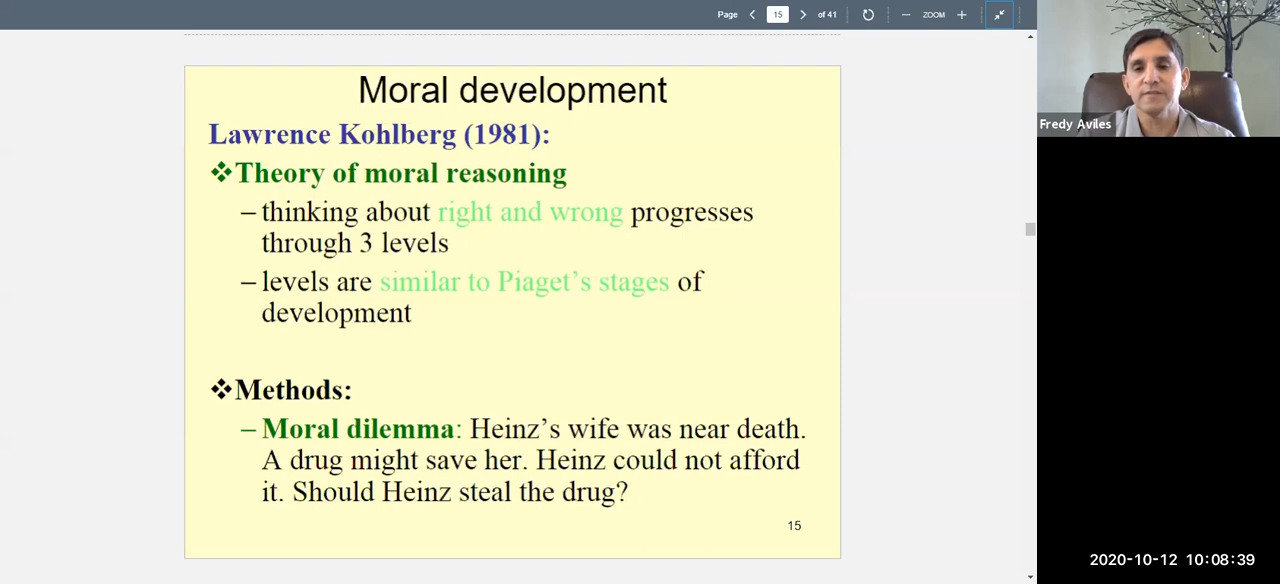 Page 15 of 41 ZOOM
Moral development
Lawrence Kohlberg (1981):
❖Theory of moral reasoning
–thinking about right and wrong progresses
through 3 levels
–levels are similar to Piaget’s stages of
development
❖Methods:
–Moral dilemma: Heinz’s wife was near death.
A drug might save her. Heinz could not afford
it. Should Heinz steal the drug?
15
Fredy Aviles
2020-10-12 10:08:39